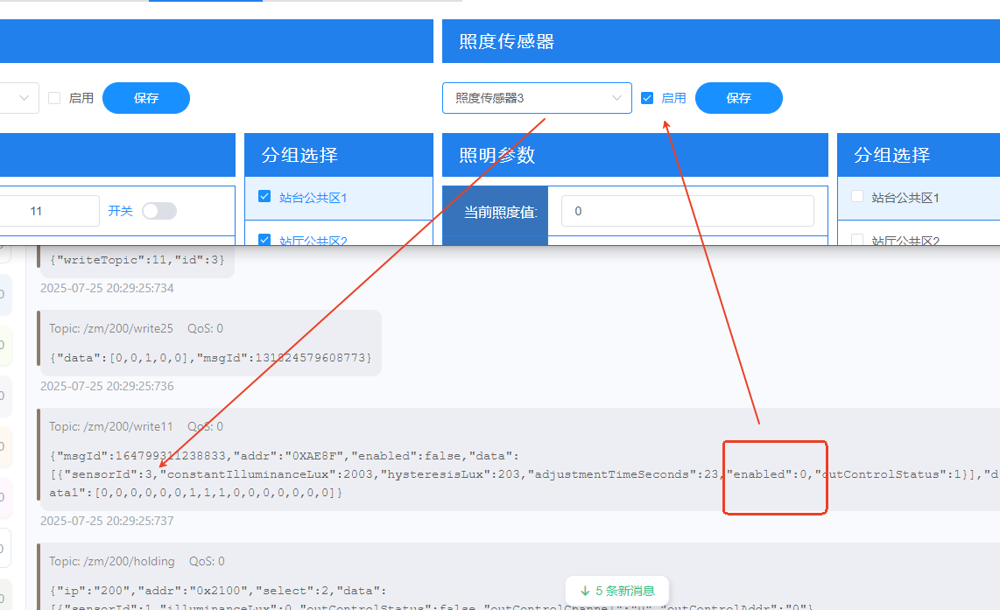 照度传感器
启用
保存
照度传感器3
启用
保存
分组选择
照明参数
分组选择
11
开关
站台公共区1
当前照度值:
0
站台公共区1
站厅公共区2
站厅公共区2
{"writeTopic":11,"id":3}
2025-07-25 20:29:25:734
Topic: /zm/200/write25 QoS: 0
{"data":[0,0,1,0,0],"msgId":131824579608773}
2025-07-25 20:29:25:736
Topic: /zm/200/write11 QoS: 0
{"msgId":164799311238833,"addr":"0XAE8F","enabled":false,"data":
[{"sensorId":3,"constantIlluminanceLux":2003,"hysteresisLux":203,"adjustmentTimeSeconds":23,"enabled":0,"outControlStatus":1}],"d
ata1":[0,0,0,0,0,0,1,1,1,0,0,0,0,0,0,0]}
2025-07-25 20:29:25:737
Topic: /zm/200/holding QoS: 0
{"ip":"200","addr":"0x2100","select":2,"data":
[{"sensorId":1,"illuminanceLux":0,"outControlStatus":false,"outControlChannel":"0","outControlAddr":"0"},
5 条新消息